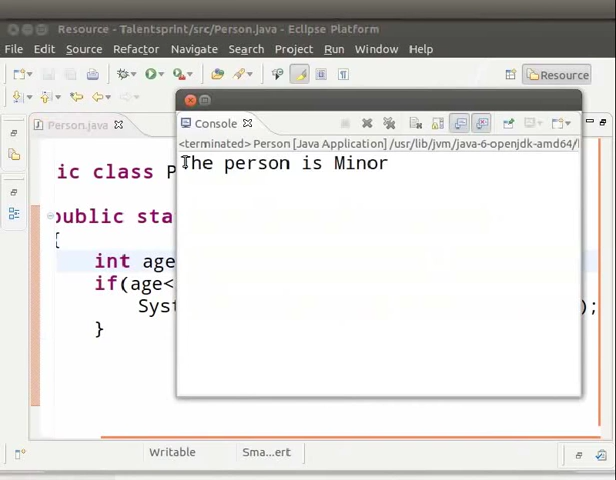 Resource - Talentsprint/src/Person.java - Eclipse Platform
File Edit Source Refactor Navigate Search Project Run Window Help
Resource
Person.java
Console
<terminated> Person [Java Application] /usr/lib/jvm/java-6-openjdk-amd64/
The person is Minor
ic class P
public sta
{
int age
if(age<
Syst );
}
Writable Sma...ert